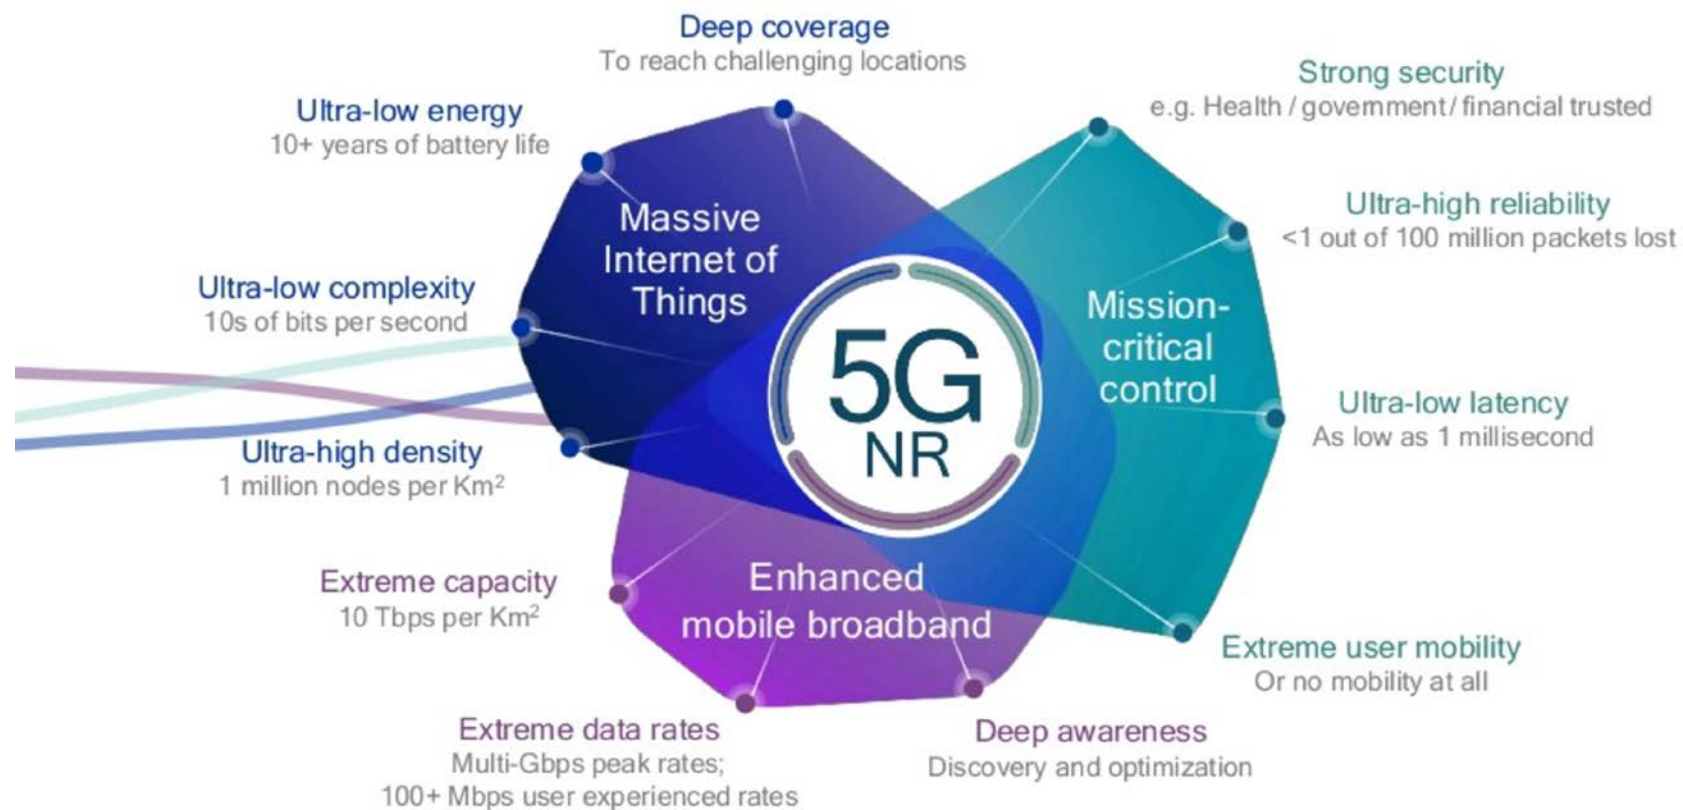 Deep coverage
To reach challenging locations
Strong security
e.g. Health / government / financial trusted
Ultra-low energy
10+ years of battery life
Ultra-high reliability
<1 out of 100 million packets lost
Massive
Internet of
Things
Ultra-low complexity
10s of bits per second
Mission-
critical
control
5G
NR
Ultra-low latency
As low as 1 millisecond
Ultra-high density
1 million nodes per Km²
Extreme capacity
10 Tbps per Km²
Enhanced
mobile broadband
Extreme user mobility
Or no mobility at all
Extreme data rates
Multi-Gbps peak rates;
100+ Mbps user experienced rates
Deep awareness
Discovery and optimization